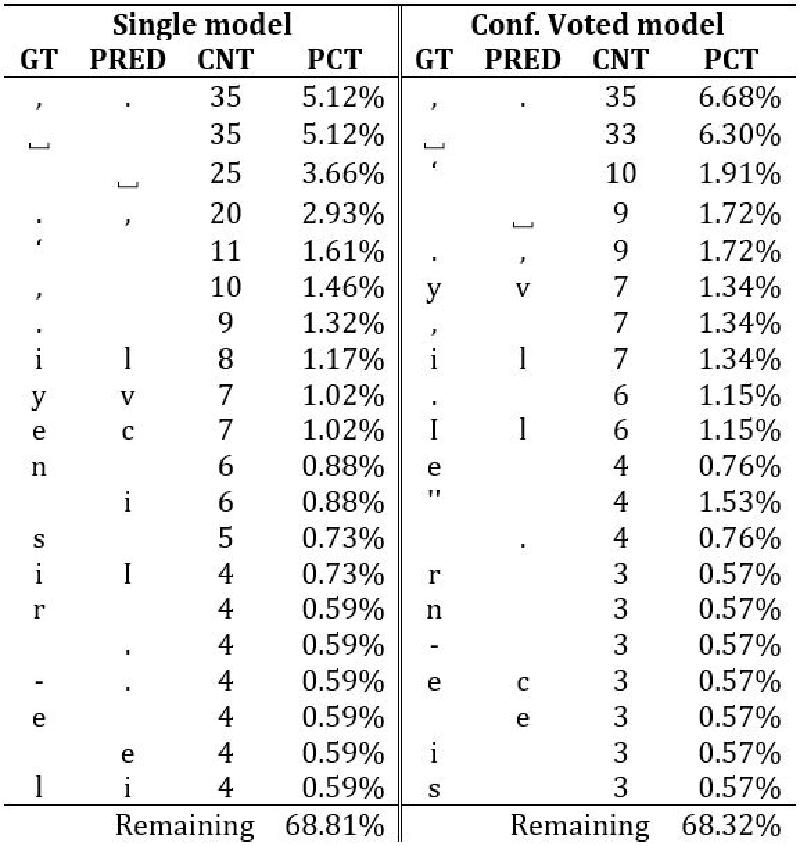 Single model Conf. Voted model
GT PRED CNT PCT GT PRED CNT PCT
, . 35 5.12% , . 35 6.68%
␣ 35 5.12% ␣ 33 6.30%
␣ 25 3.66% ‘ 10 1.91%
. , 20 2.93% ␣ 9 1.72%
‘ 11 1.61% . , 9 1.72%
, 10 1.46% y v 7 1.34%
. 9 1.32% , 7 1.34%
i l 8 1.17% i l 7 1.34%
y v 7 1.02% . 6 1.15%
e c 7 1.02% I l 6 1.15%
n 6 0.88% e 4 0.76%
i 6 0.88% " 4 1.53%
s 5 0.73% . 4 0.76%
i I 4 0.73% r 3 0.57%
r 4 0.59% n 3 0.57%
. 4 0.59% - 3 0.57%
- . 4 0.59% e c 3 0.57%
e 4 0.59% e 3 0.57%
e 4 0.59% i 3 0.57%
l i 4 0.59% s 3 0.57%
Remaining 68.81% Remaining 68.32%